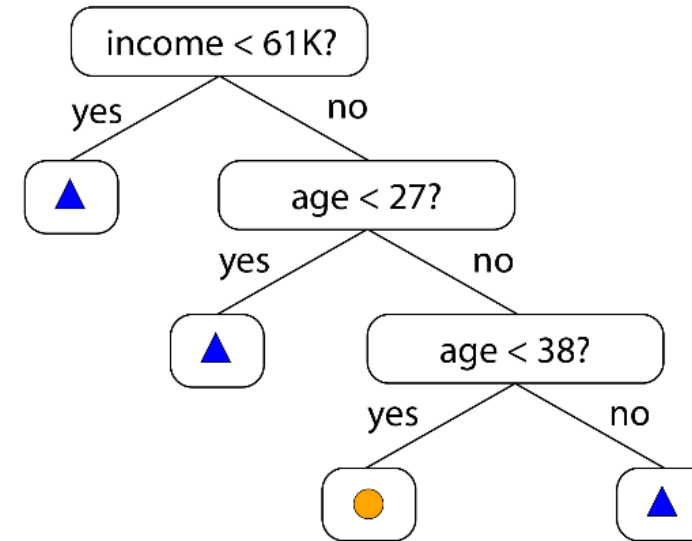 income < 61K?
yes
no
age < 27?
yes
no
age < 38?
yes
no